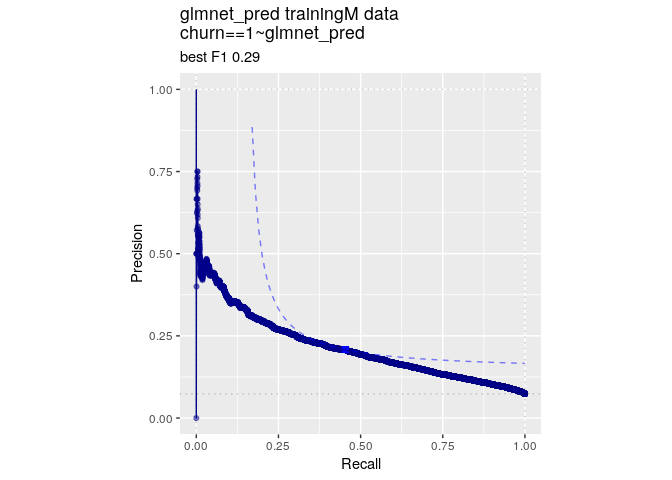 glmnet_pred trainingM data
churn==1~glmnet_pred
best F1 0.29
1.00
0.75
0.50
0.25
0.00
Precision
0.00 0.25 0.50 0.75 1.00
Recall